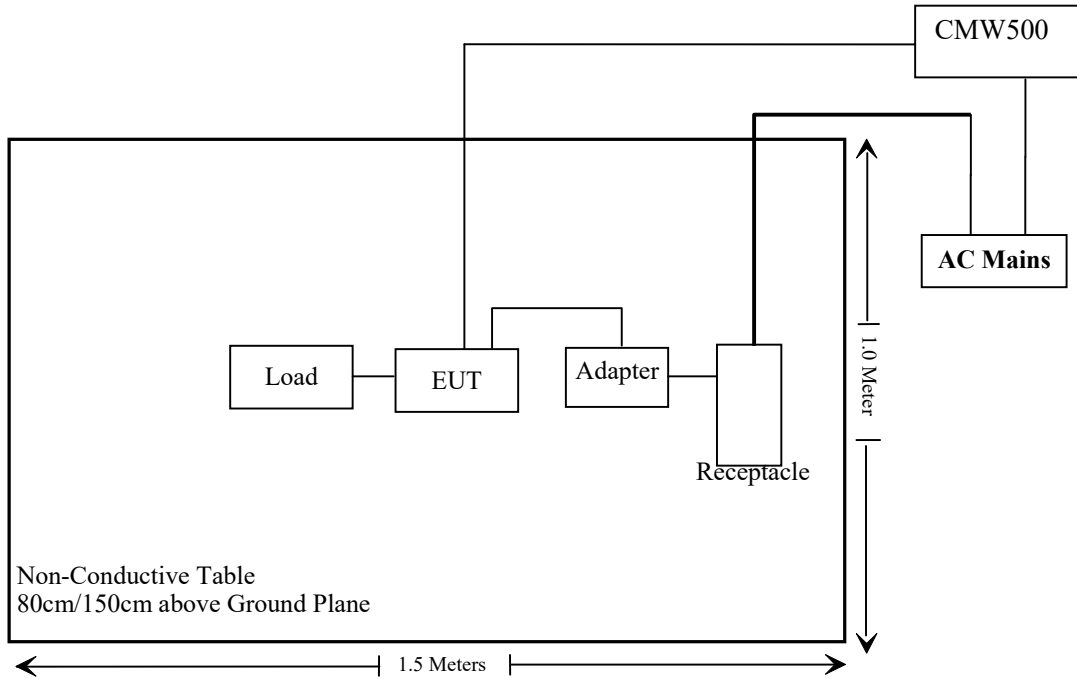 CMW500
AC Mains
Load
EUT
Adapter
Receptacle
1.0 Meter
Non-Conductive Table
80cm/150cm above Ground Plane
1.5 Meters